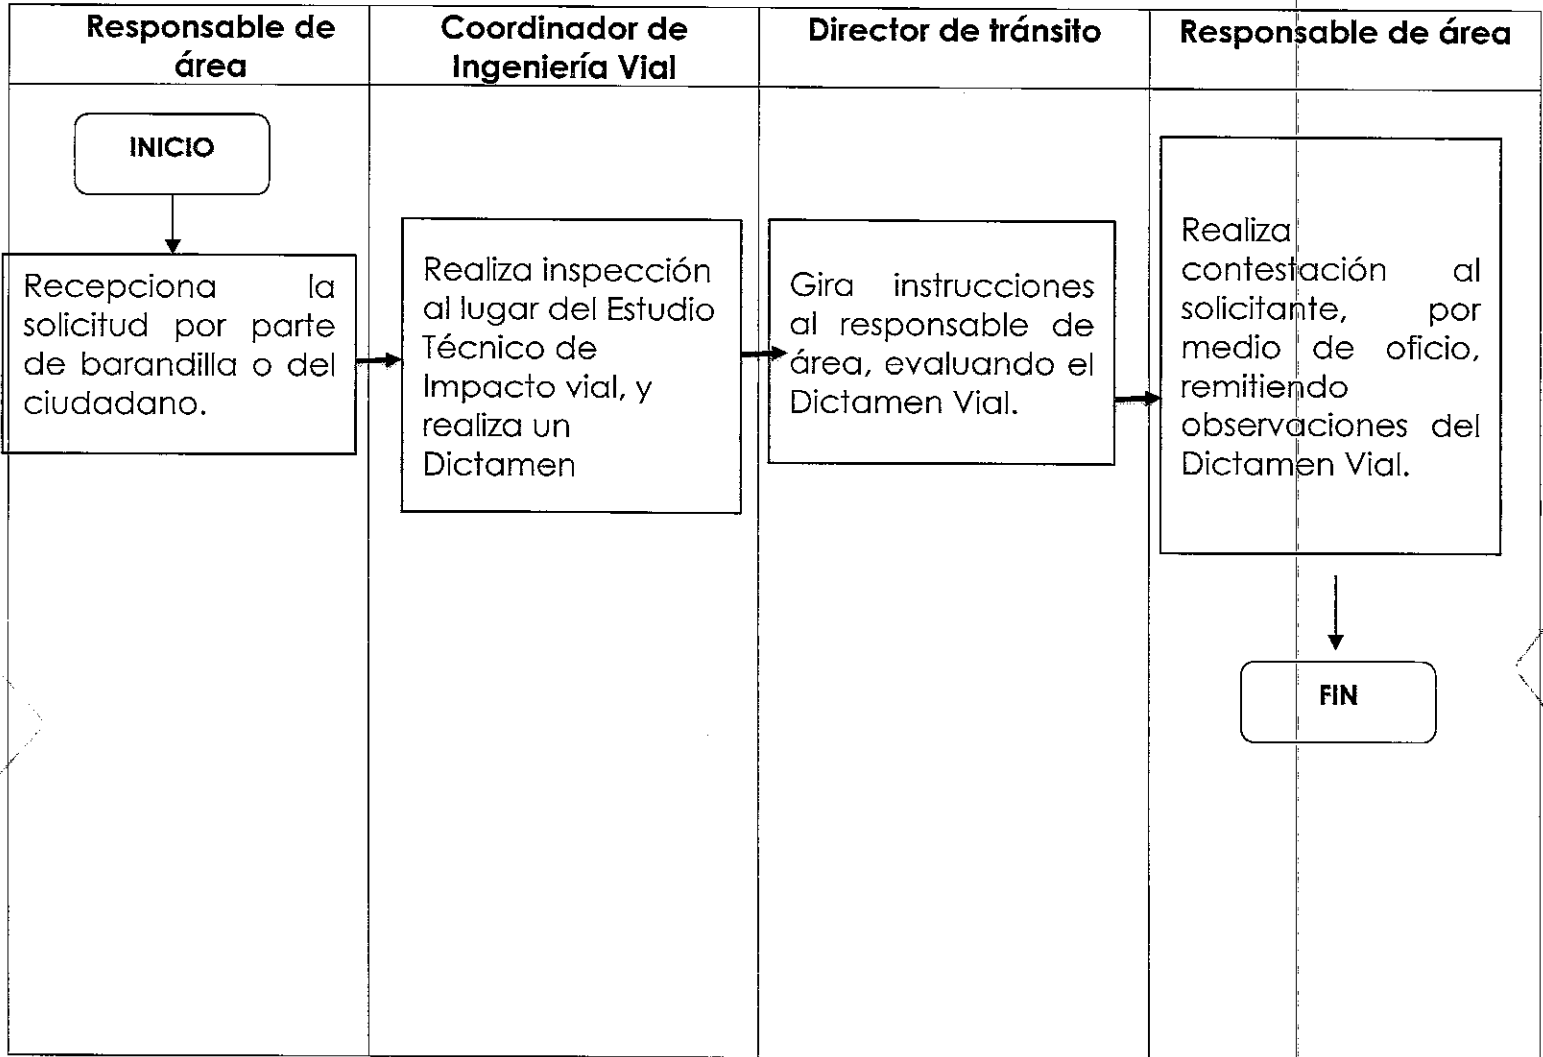 Responsable de
área
Coordinador de
Ingeniería Vial
Director de tránsito
Responsable de área
INICIO
Recepciona la
solicitud por parte
de barandilla o del
ciudadano.
Realiza inspección
al lugar del Estudio
Técnico de
Impacto vial, y
realiza un
Dictamen
Gira instrucciones
al responsable de
área, evaluando el
Dictamen Vial.
Realiza
contestación al
solicitante, por
medio de oficio,
remitiendo
observaciones del
Dictamen Vial.
FIN